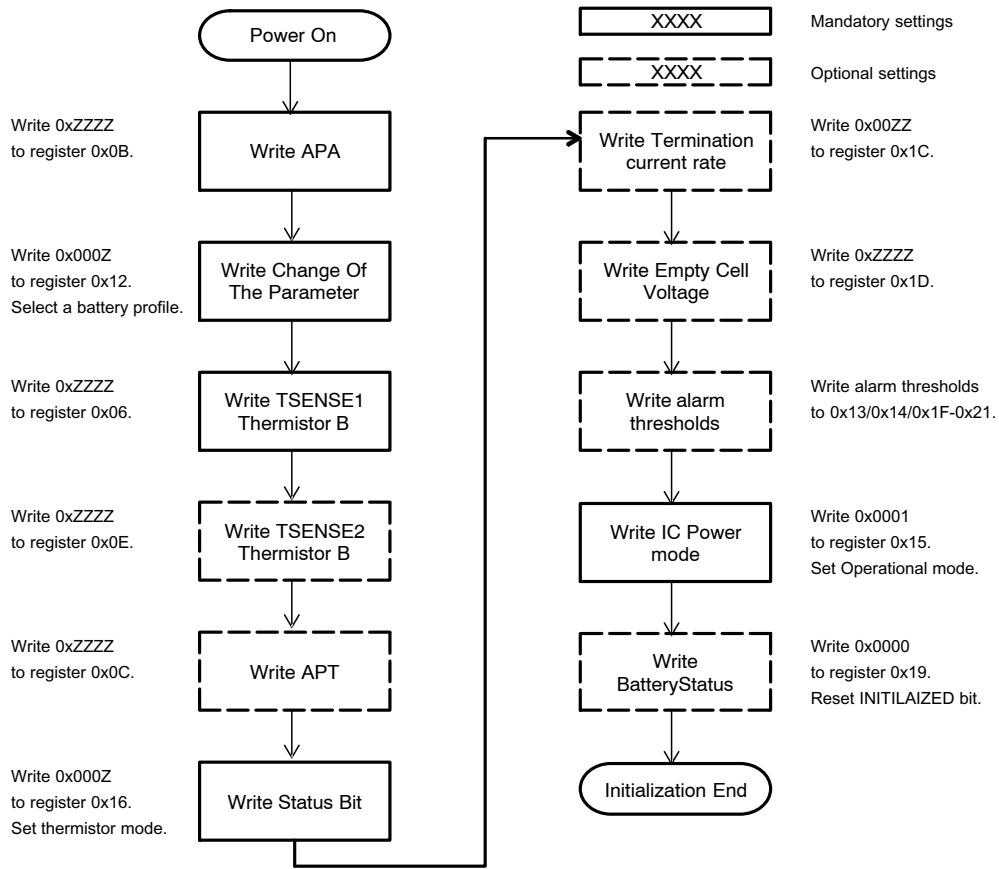 Power On
Write 0xZZZZ
to register 0x0B.
Write APA
Write 0x000Z
to register 0x12.
Select a battery profile.
Write Change Of
The Parameter
Write 0xZZZZ
to register 0x06.
Write TSENSE1
Thermistor B
Write 0xZZZZ
to register 0x0E.
Write TSENSE2
Thermistor B
Write 0xZZZZ
to register 0x0C.
Write APT
Write 0x000Z
to register 0x16.
Set thermistor mode.
Write Status Bit
XXXX
Mandatory settings
XXXX
Optional settings
Write Termination
current rate
Write 0x00ZZ
to register 0x1C.
Write Empty Cell
Voltage
Write 0xZZZZ
to register 0x1D.
Write alarm
thresholds
Write alarm thresholds
to 0x13/0x14/0x1F-0x21.
Write IC Power
mode
Write 0x0001
to register 0x15.
Set Operational mode.
Write
BatteryStatus
Write 0x0000
to register 0x19.
Reset INITILAIZED bit.
Initialization End